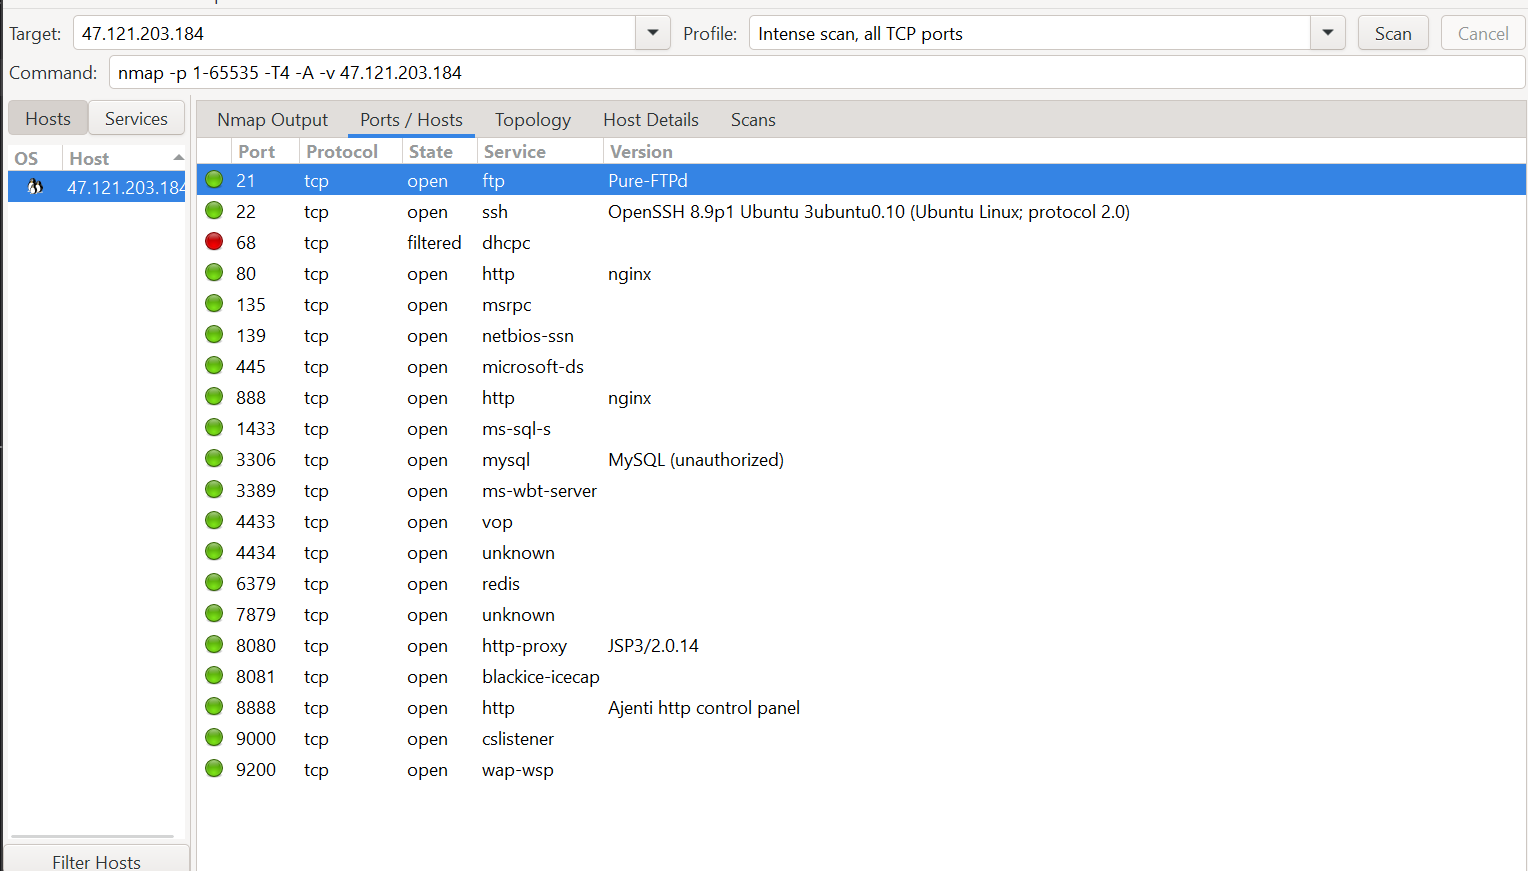 Target: 47.121.203.184 Profile: Intense scan, all TCP ports Scan Cancel
Command: nmap -p 1-65535 -T4 -A -v 47.121.203.184
Hosts Services Nmap Output Ports / Hosts Topology Host Details Scans
OS Host Port Protocol State Service Version
47.121.203.184 21 tcp open ftp Pure-FTPd
22 tcp open ssh OpenSSH 8.9p1 Ubuntu 3ubuntu0.10 (Ubuntu Linux; protocol 2.0)
68 tcp filtered dhcpc
80 tcp open http nginx
135 tcp open msrpc
139 tcp open netbios-ssn
445 tcp open microsoft-ds
888 tcp open http nginx
1433 tcp open ms-sql-s
3306 tcp open mysql MySQL (unauthorized)
3389 tcp open ms-wbt-server
4433 tcp open vop
4434 tcp open unknown
6379 tcp open redis
7879 tcp open unknown
8080 tcp open http-proxy JSP3/2.0.14
8081 tcp open blackice-icecap
8888 tcp open http Ajenti http control panel
9000 tcp open cslistener
9200 tcp open wap-wsp
Filter Hosts